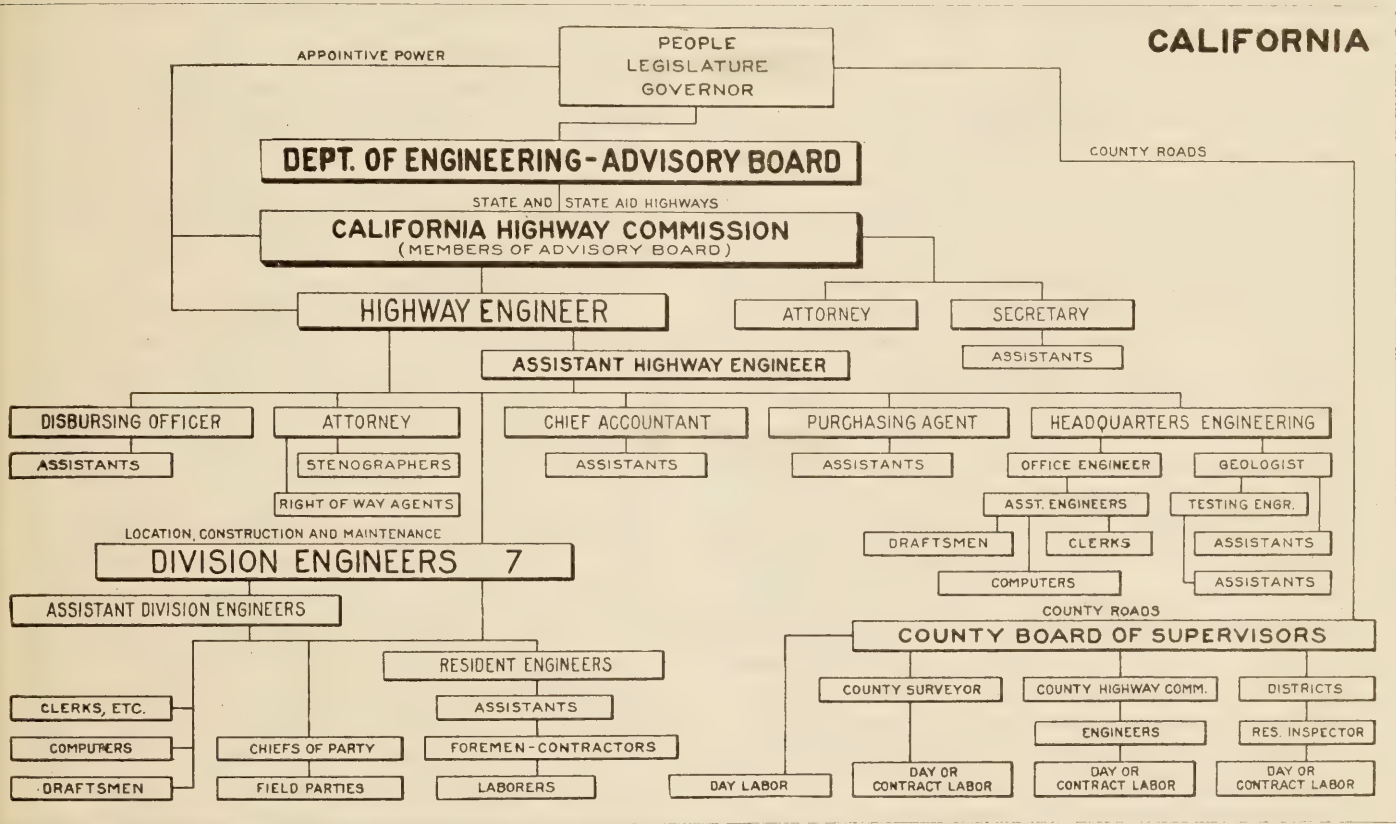 CALIFORNIA
APPOINTIVE POWER
PEOPLE
LEGISLATURE
GOVERNOR
DEPT. OF ENGINEERING-ADVISORY BOARD
COUNTY ROADS
STATE AND STATE AID HIGHWAYS
CALIFORNIA HIGHWAY COMMISSION
(MEMBERS OF ADVISORY BOARD)
HIGHWAY ENGINEER
ATTORNEY
SECRETARY
ASSISTANTS
ASSISTANT HIGHWAY ENGINEER
DISBURSING OFFICER
ATTORNEY
CHIEF ACCOUNTANT
PURCHASING AGENT
HEADQUARTERS ENGINEERING
ASSISTANTS
STENOGRAPHERS
ASSISTANTS
ASSISTANTS
OFFICE ENGINEER
GEOLOGIST
RIGHT OF WAY AGENTS
ASST. ENGINEERS
TESTING ENGR.
DRAFTSMEN
CLERKS
ASSISTANTS
COMPUTERS
ASSISTANTS
LOCATION, CONSTRUCTION AND MAINTENANCE
DIVISION ENGINEERS 7
ASSISTANT DIVISION ENGINEERS
RESIDENT ENGINEERS
CLERKS, ETC.
ASSISTANTS
COMPUTERS
CHIEFS OF PARTY
FOREMEN-CONTRACTORS
DRAFTSMEN
FIELD PARTIES
LABORERS
COUNTY ROADS
COUNTY BOARD OF SUPERVISORS
COUNTY SURVEYOR
COUNTY HIGHWAY COMM.
DISTRICTS
ENGINEERS
RES. INSPECTOR
DAY LABOR
DAY OR
CONTRACT LABOR
DAY OR
CONTRACT LABOR
DAY OR
CONTRACT LABOR